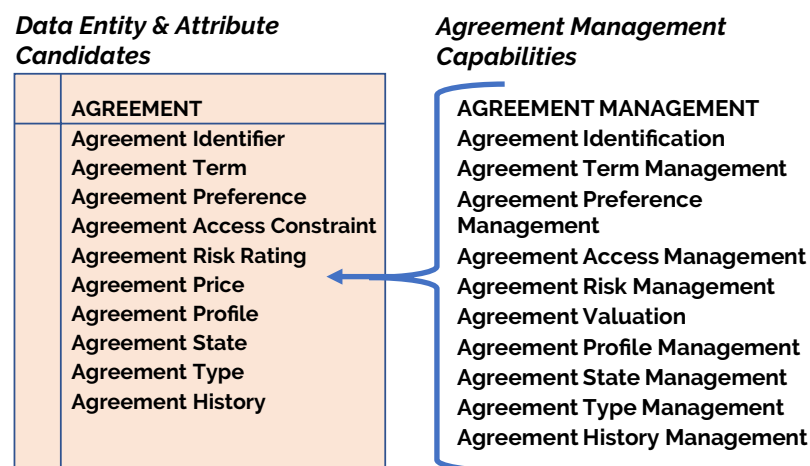 Data Entity & Attribute
Candidates
AGREEMENT
Agreement Identifier
Agreement Term
Agreement Preference
Agreement Access Constraint
Agreement Risk Rating
Agreement Price
Agreement Profile
Agreement State
Agreement Type
Agreement History
Agreement Management
Capabilities
AGREEMENT MANAGEMENT
Agreement Identification
Agreement Term Management
Agreement Preference
Management
Agreement Access Management
Agreement Risk Management
Agreement Valuation
Agreement Profile Management
Agreement State Management
Agreement Type Management
Agreement History Management